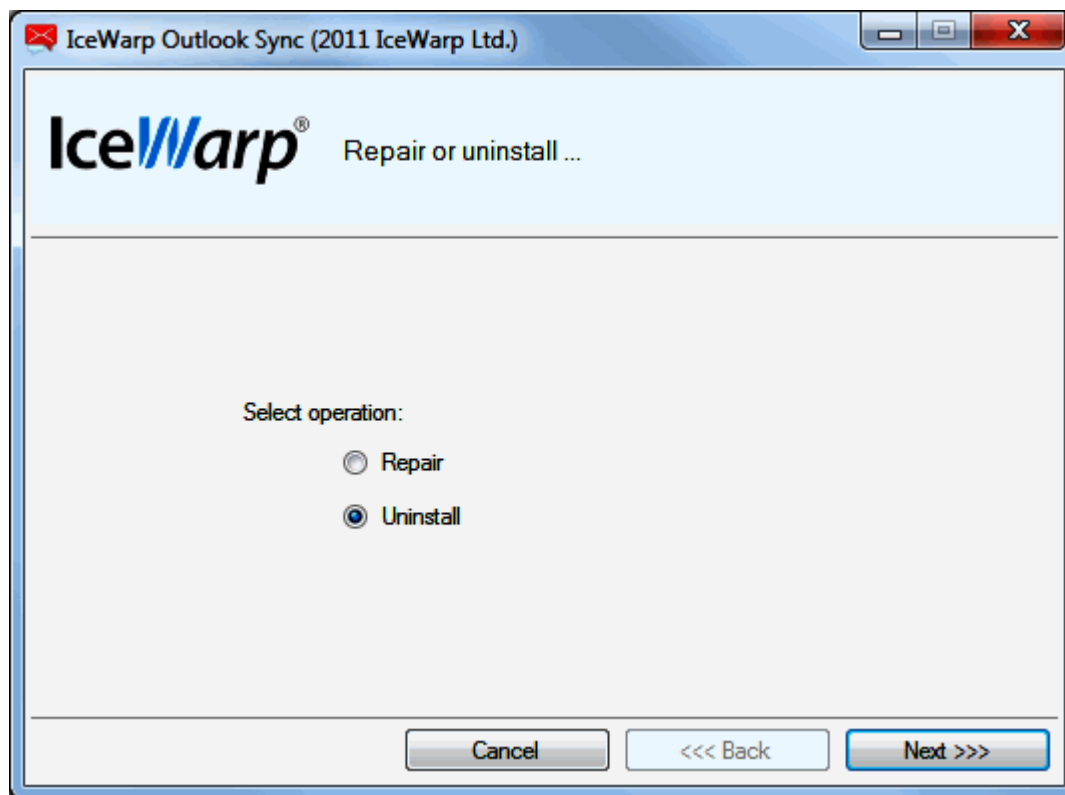 IceWarp Outlook Sync (2011 IceWarp Ltd.)
IceWarp® Repair or uninstall ...
Select operation:
Repair
Uninstall
Cancel <<< Back Next >>>